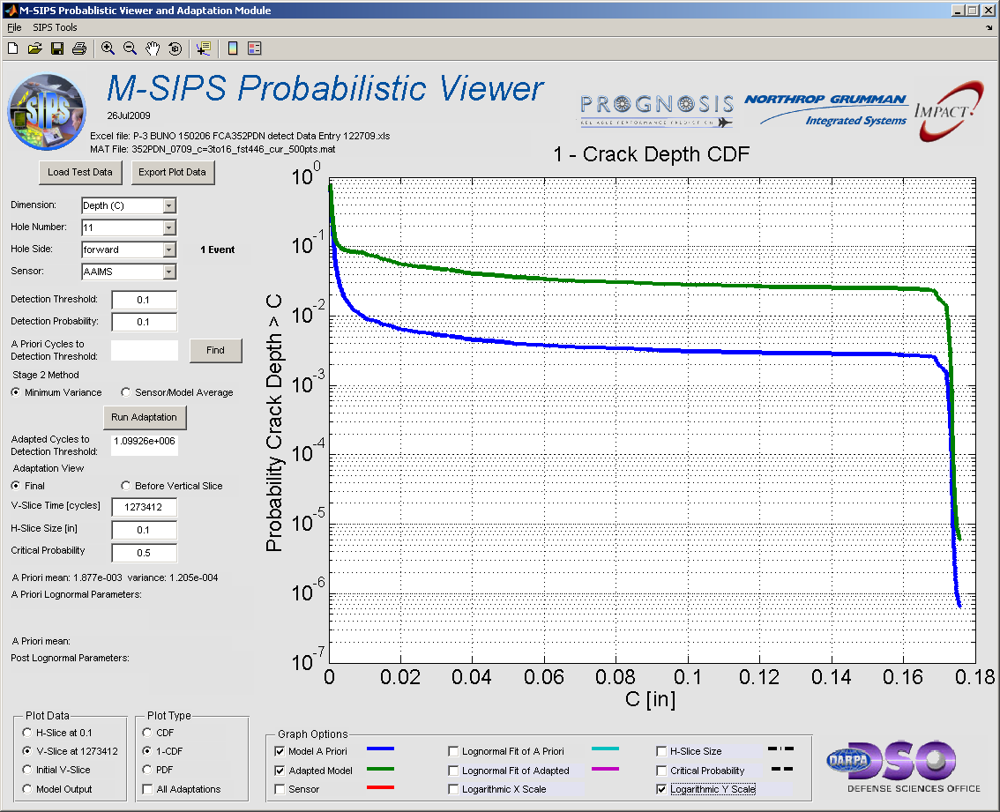 M-SIPS Probablistic Viewer and Adaptation Module
File SIPS Tools
SIPS
M-SIPS Probabilistic Viewer
26Jul2009
PROGNOSIS
RELIABLE PERFORMANCE PREDICTION
NORTHROP GRUMMAN
Integrated Systems
IMPACT
Excel file: P-3 BUNO 150206 FCA352PDN detect Data Entry 122709.xls
MAT File: 352PDN_0709_c=3to16_fst446_cur_500pts.mat
Load Test Data Export Plot Data
Dimension: Depth (C)
Hole Number: 11
Hole Side: forward 1 Event
Sensor: AAIMS
Detection Threshold: 0.1
Detection Probability: 0.1
A Priori Cycles to
Detection Threshold: Find
Stage 2 Method
Minimum Variance Sensor/Model Average
Run Adaptation
Adapted Cycles to
Detection Threshold: 1.09926e+006
Adaptation View
Final Before Vertical Slice
V-Slice Time [cycles] 1273412
H-Slice Size [in] 0.1
Critical Probability 0.5
A Priori mean: 1.877e-003 variance: 1.205e-004
A Priori Lognormal Parameters:
A Priori mean:
Post Lognormal Parameters:
1 - Crack Depth CDF
Probability Crack Depth > C
10^0
10^-1
10^-2
10^-3
10^-4
10^-5
10^-6
10^-7
0 0.02 0.04 0.06 0.08 0.1 0.12 0.14 0.16 0.18
C [in]
Plot Data
H-Slice at 0.1
V-Slice at 1273412
Initial V-Slice
Model Output
Plot Type
CDF
1-CDF
PDF
All Adaptations
Graph Options
Model A Priori Lognormal Fit of A Priori H-Slice Size
Adapted Model Lognormal Fit of Adapted Critical Probability
Sensor Logarithmic X Scale Logarithmic Y Scale
DARPA DSO
DEFENSE SCIENCES OFFICE